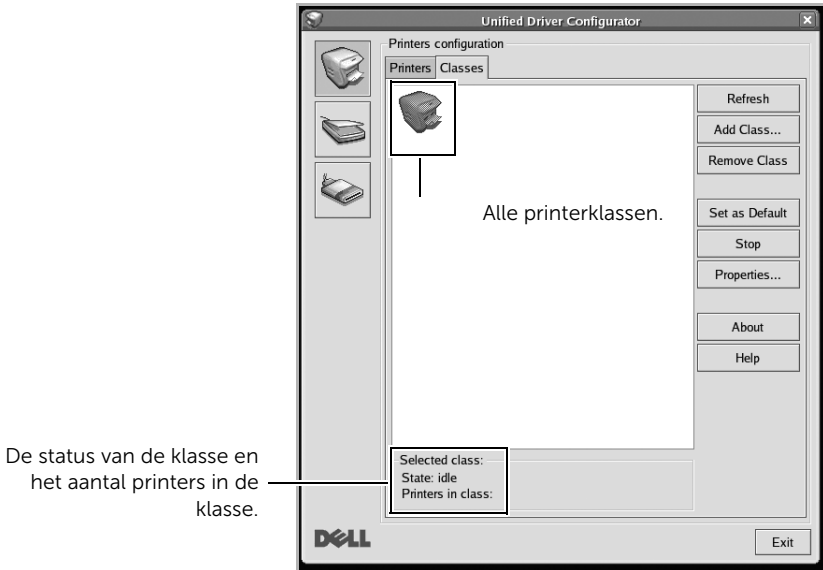 Unified Driver Configurator
Printers configuration
Printers Classes
Refresh
Add Class...
Remove Class
Alle printerklassen.
Set as Default
Stop
Properties...
About
Help
De status van de klasse en
het aantal printers in de
klasse.
Selected class:
State: idle
Printers in class:
DELL
Exit